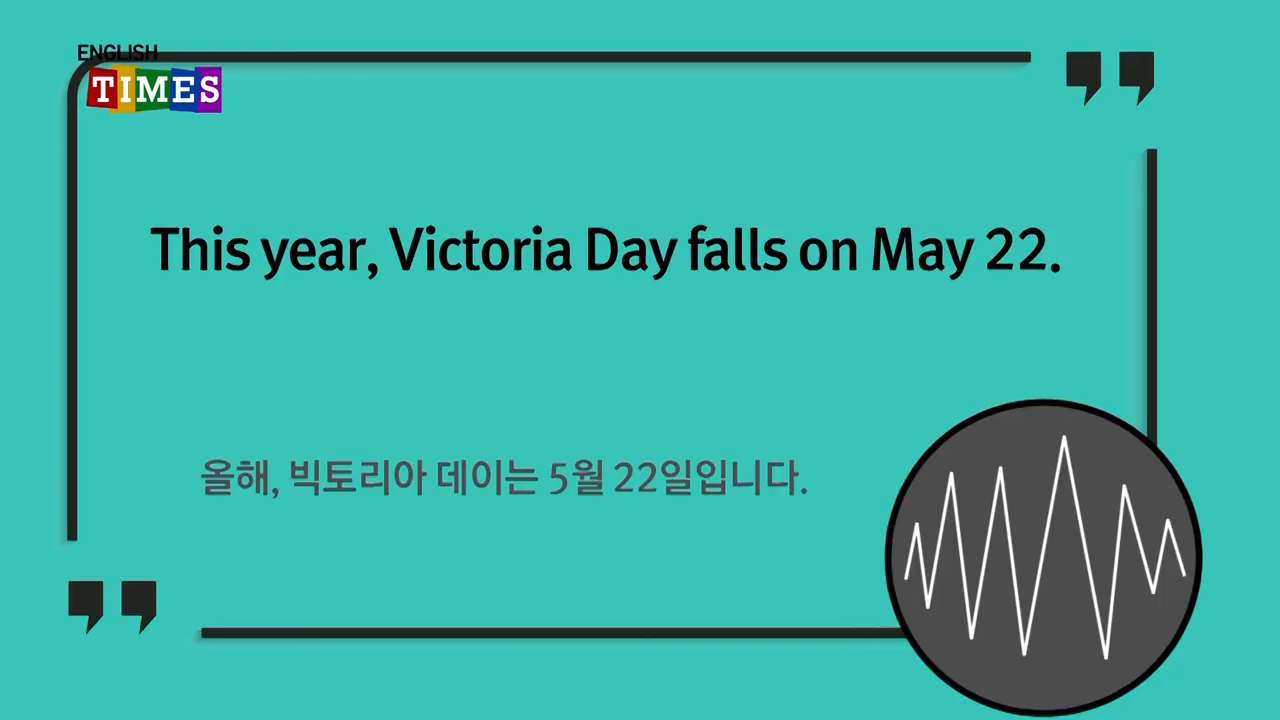 ENGLISH
TIMES
This year, Victoria Day falls on May 22.
올해, 빅토리아 데이는 5월 22일입니다.